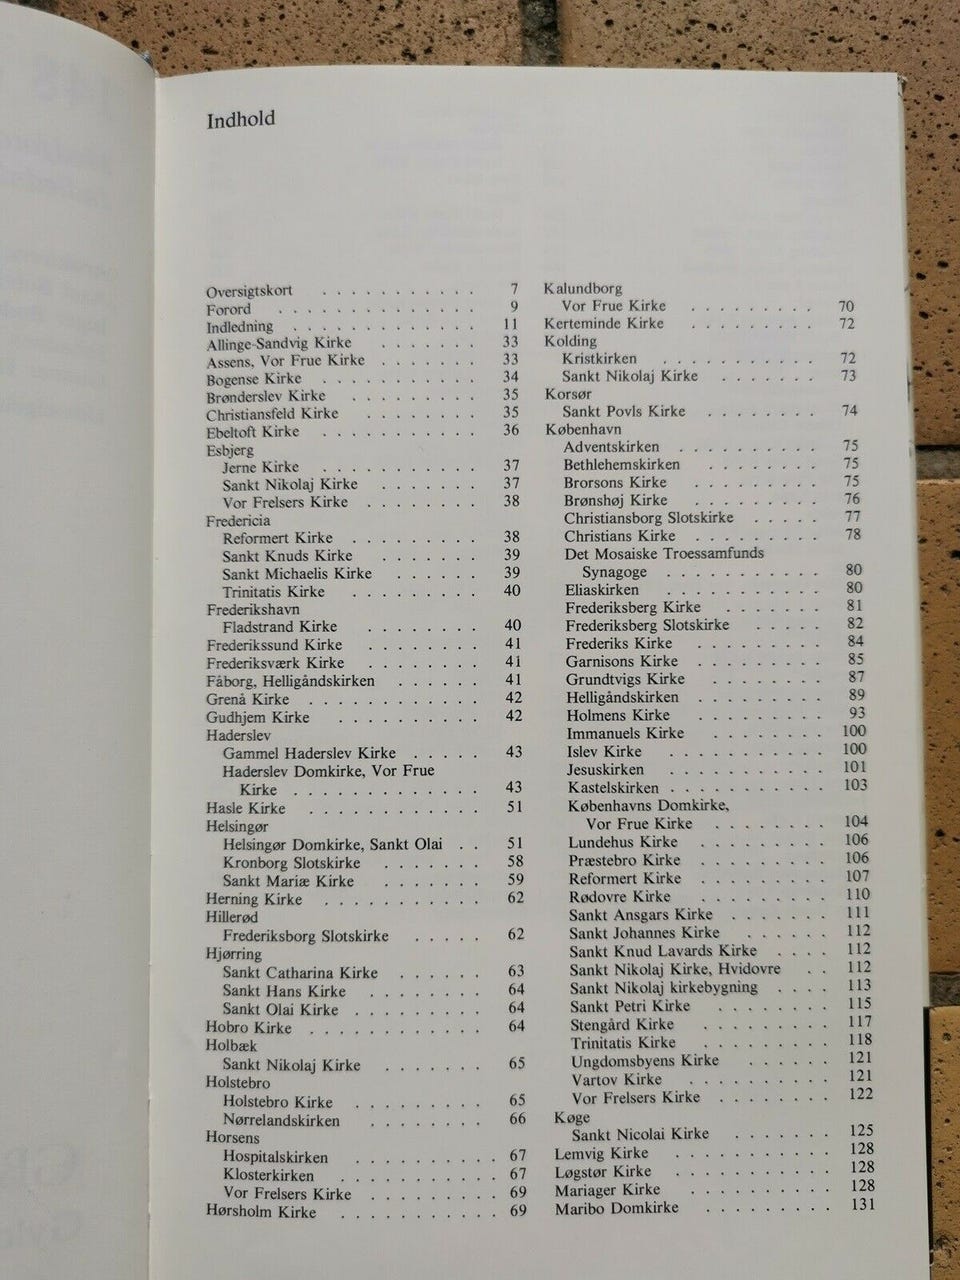 Indhold
Oversigtskort . . . . . . . . . . . 7
Forord . . . . . . . . . . . . . 9
Indledning . . . . . . . . . . . . 11
Allinge-Sandvig Kirke . . . . . . . 33
Assens, Vor Frue Kirke . . . . . . . 33
Bogense Kirke . . . . . . . . . . . 34
Brønderslev Kirke . . . . . . . . . 35
Christiansfeld Kirke . . . . . . . . 35
Ebeltoft Kirke . . . . . . . . . . . 36
Esbjerg
Jerne Kirke . . . . . . . . . . . 37
Sankt Nikolaj Kirke . . . . . . . 37
Vor Frelsers Kirke . . . . . . . . 38
Fredericia
Reformert Kirke . . . . . . . . . 38
Sankt Knuds Kirke . . . . . . . . 39
Sankt Michaelis Kirke . . . . . . 39
Trinitatis Kirke . . . . . . . . . 40
Frederikshavn
Fladstrand Kirke . . . . . . . . 40
Frederikssund Kirke . . . . . . . . 41
Frederiksværk Kirke . . . . . . . . 41
Fåborg, Helligåndskirken . . . . . . 41
Grenå Kirke . . . . . . . . . . . . 42
Gudhjem Kirke . . . . . . . . . . 42
Haderslev
Gammel Haderslev Kirke . . . . . 43
Haderslev Domkirke, Vor Frue
Kirke . . . . . . . . . . . . . 43
Hasle Kirke . . . . . . . . . . . . 51
Helsingør
Helsingør Domkirke, Sankt Olai . . 51
Kronborg Slotskirke . . . . . . . 58
Sankt Mariæ Kirke . . . . . . . 59
Herning Kirke . . . . . . . . . . . 62
Hillerød
Frederiksborg Slotskirke . . . . . 62
Hjørring
Sankt Catharina Kirke . . . . . . 63
Sankt Hans Kirke . . . . . . . . 64
Sankt Olai Kirke . . . . . . . . . 64
Hobro Kirke . . . . . . . . . . . . 64
Holbæk
Sankt Nikolaj Kirke . . . . . . . 65
Holstebro
Holstebro Kirke . . . . . . . . . 65
Nørrelandskirken . . . . . . . . 66
Horsens
Hospitalskirken . . . . . . . . . . 67
Klosterkirken . . . . . . . . . . . 67
Vor Frelsers Kirke . . . . . . . . . 69
Hørsholm Kirke . . . . . . . . . . . 69
Kalundborg
Vor Frue Kirke . . . . . . . . . 70
Kerteminde Kirke . . . . . . . . . 72
Kolding
Kristkirken . . . . . . . . . . . 72
Sankt Nikolaj Kirke . . . . . . . 73
Korsør
Sankt Povls Kirke . . . . . . . . 74
København
Adventskirken . . . . . . . . . . 75
Bethlehemskirken . . . . . . . . 75
Brorsons Kirke . . . . . . . . . 75
Brønshøj Kirke . . . . . . . . . 76
Christiansborg Slotskirke . . . . . 77
Christians Kirke . . . . . . . . . 78
Det Mosaiske Troessamfunds
Synagoge . . . . . . . . . . . 80
Eliaskirken . . . . . . . . . . . 80
Frederiksberg Kirke . . . . . . . 81
Frederiksberg Slotskirke . . . . . 82
Frederiks Kirke . . . . . . . . . 84
Garnisons Kirke . . . . . . . . . 85
Grundtvigs Kirke . . . . . . . . 87
Helligåndskirken . . . . . . . . . 89
Holmens Kirke . . . . . . . . . 93
Immanuels Kirke . . . . . . . . 100
Islev Kirke . . . . . . . . . . . 100
Jesuskirken . . . . . . . . . . . 101
Kastelskirken . . . . . . . . . . . 103
Københavns Domkirke,
Vor Frue Kirke . . . . . . . . 104
Lundehus Kirke . . . . . . . . . 106
Præstebro Kirke . . . . . . . . . 106
Reformert Kirke . . . . . . . . . 107
Rødovre Kirke . . . . . . . . . 110
Sankt Ansgars Kirke . . . . . . . 111
Sankt Johannes Kirke . . . . . . 112
Sankt Knud Lavards Kirke . . . . 112
Sankt Nikolaj Kirke, Hvidovre . . 112
Sankt Nikolaj kirkebygning . . . . 113
Sankt Petri Kirke . . . . . . . . 115
Stengård Kirke . . . . . . . . . 117
Trinitatis Kirke . . . . . . . . . 118
Ungdomsbyens Kirke . . . . . . 121
Vartov Kirke . . . . . . . . . . 121
Vor Frelsers Kirke . . . . . . . . 122
Køge
Sankt Nicolai Kirke . . . . . . . 125
Lemvig Kirke . . . . . . . . . . . 128
Løgstør Kirke . . . . . . . . . . . 128
Mariager Kirke . . . . . . . . . . 128
Maribo Domkirke . . . . . . . . . 131